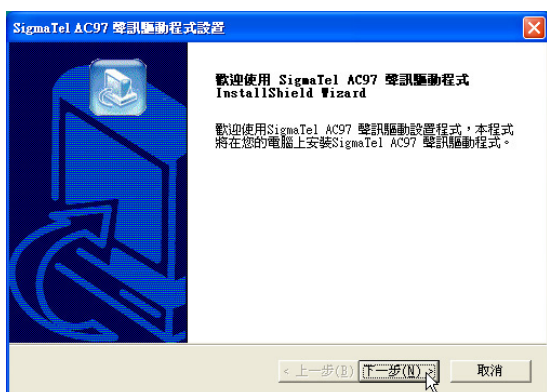 SigmaTel AC97 聲訊驅動程式設置
歡迎使用 SigmaTel AC97 聲訊驅動程式
InstallShield Wizard
歡迎使用SigmaTel AC97 聲訊驅動設置程式，本程式
將在您的電腦上安裝SigmaTel AC97 聲訊驅動程式。
< 上一步(B) 下一步(N) > 取消